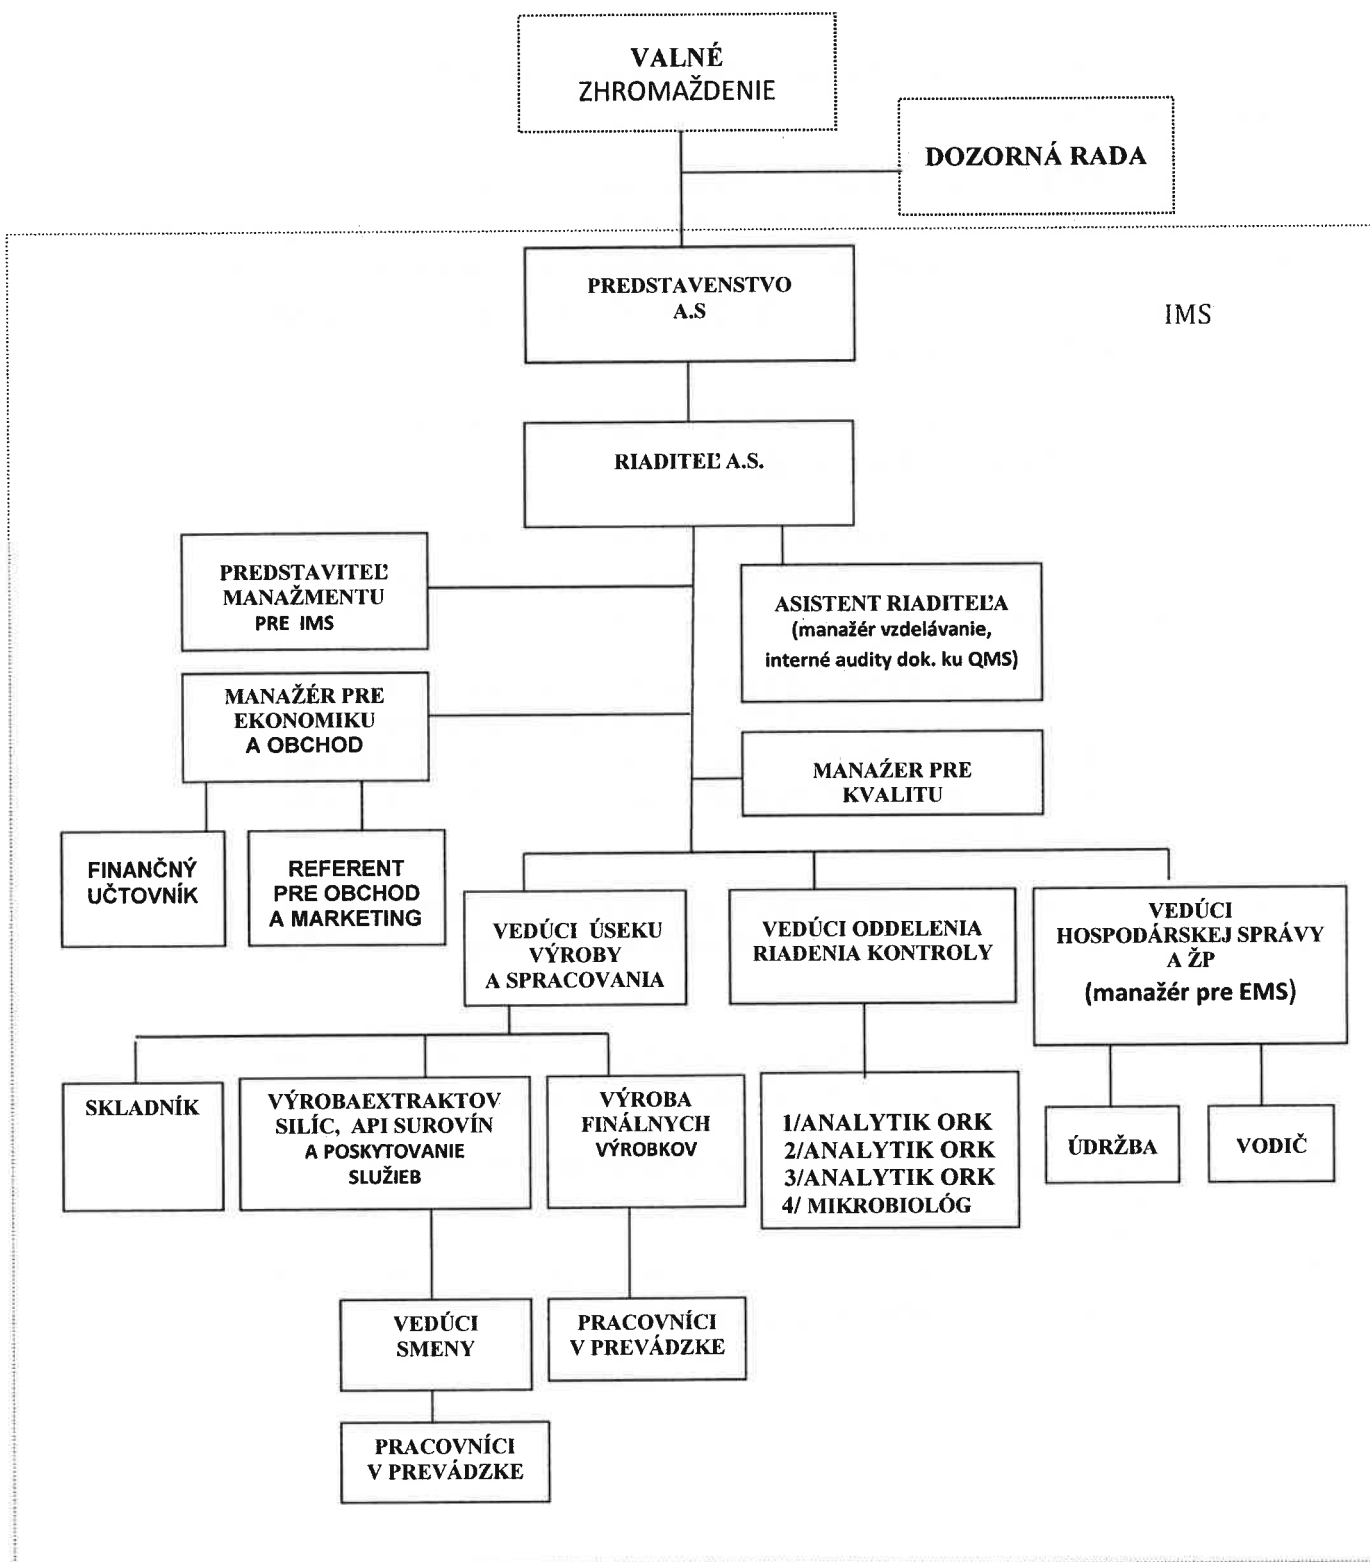 VALNÉ
ZHROMAŽDENIE
DOZORNÁ RADA
PREDSTAVENSTVO
A.S
IMS
RIADITEĽ A.S.
PREDSTAVITEĽ
MANAŽMENTU
PRE IMS
ASISTENT RIADITEĽA
(manažér vzdelávanie,
interné audity dok. ku QMS)
MANAŽÉR PRE
EKONOMIKU
A OBCHOD
MANAŹER PRE
KVALITU
FINANČNÝ
UČTOVNÍK
REFERENT
PRE OBCHOD
A MARKETING
VEDÚCI ÚSEKU
VÝROBY
A SPRACOVANIA
VEDÚCI ODDELENIA
RIADENIA KONTROLY
VEDÚCI
HOSPODÁRSKEJ SPRÁVY
A ŽP
(manažér pre EMS)
SKLADNÍK
VÝROBAEXTRAKTOV
SILÍC, API SUROVÍN
A POSKYTOVANIE
SLUŽIEB
VÝROBA
FINÁLNYCH
VÝROBKOV
1/ANALYTIK ORK
2/ANALYTIK ORK
3/ANALYTIK ORK
4/ MIKROBIOLÓG
ÚDRŽBA
VODIČ
VEDÚCI
SMENY
PRACOVNÍCI
V PREVÁDZKE
PRACOVNÍCI
V PREVÁDZKE